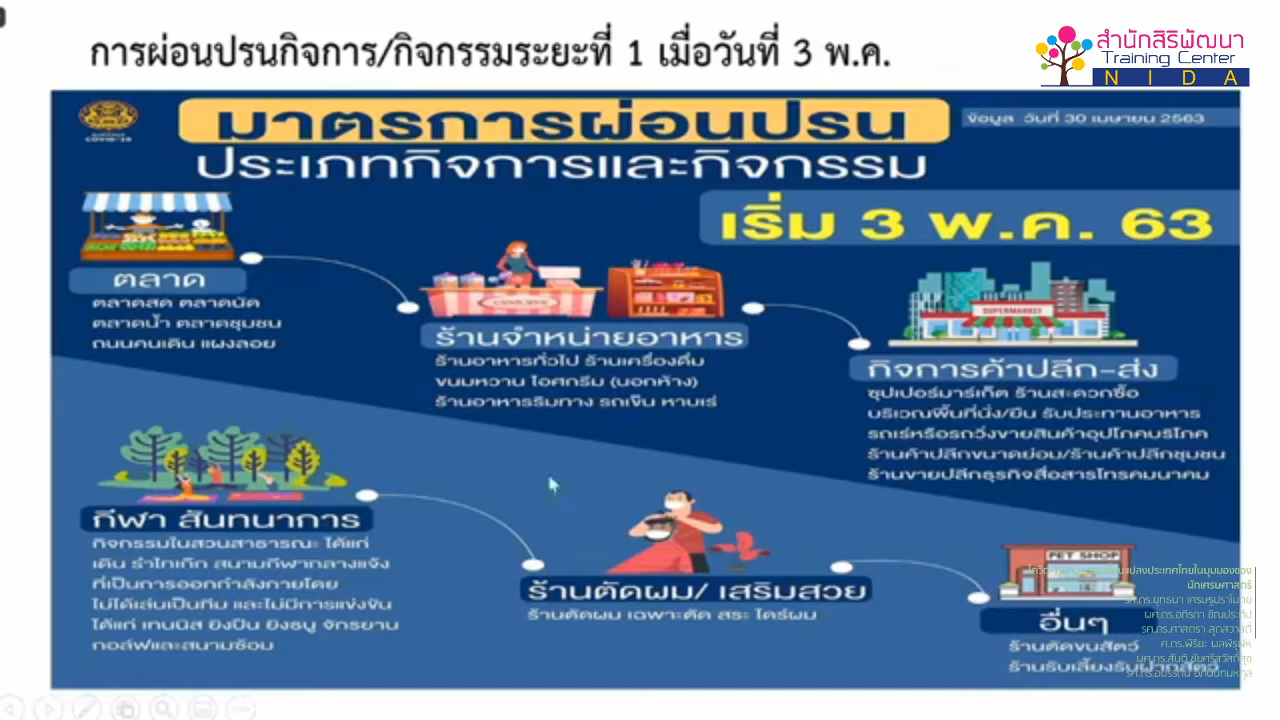 การผ่อนปรนกิจการ/กิจกรรมระยะที่ 1 เมื่อวันที่ 3 พ.ค.
สำนักสิริพัฒนา
Training Center
NIDA
มาตรการผ่อนปรน
ข้อมูล วันที่ 30 เมษายน 2563
ประเภทกิจการและกิจกรรม
เริ่ม 3 พ.ค. 63
ตลาด
ตลาดสด ตลาดนัด
ตลาดน้ำ ตลาดชุมชน
ถนนคนเดิน แผงลอย
ร้านจำหน่ายอาหาร
ร้านอาหารทั่วไป ร้านเครื่องดื่ม
ขนมหวาน ไอศกรีม (นอกห้าง)
ร้านอาหารริมทาง รถเข็น หาบเร่
SUPERMARKET
กิจการค้าปลีก-ส่ง
ซุปเปอร์มาร์เก็ต ร้านสะดวกซื้อ
บริเวณพื้นที่นั่ง/ยืน รับประทานอาหาร
รถเร่หรือรถวิ่งขายสินค้าอุปโภคบริโภค
ร้านค้าปลีกขนาดย่อม/ร้านค้าปลีกชุมชน
ร้านขายปลีกธุรกิจสื่อสารโทรคมนาคม
กีฬา สันทนาการ
กิจกรรมในสวนสาธารณะ ได้แก่
เดิน รำไทเก๊ก สนามกีฬากลางแจ้ง
ที่เป็นการออกกำลังกายโดย
ไม่ได้เล่นเป็นทีม และไม่มีการแข่งขัน
ได้แก่ เทนนิส ยิงปืน ยิงธนู จักรยาน
กอล์ฟและสนามซ้อม
ร้านตัดผม/ เสริมสวย
ร้านตัดผม เฉพาะตัด สระ ไดร์ผม
PET SHOP
อื่นๆ
ร้านตัดขนสัตว์
ร้านรับเลี้ยงรับฝากสัตว์
นักเศรษฐศาสตร์